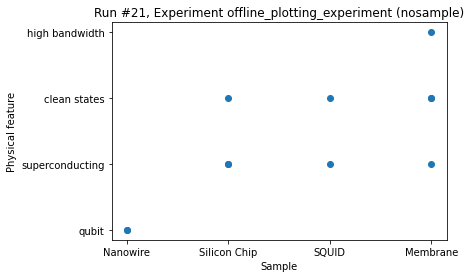 Run #21, Experiment offline_plotting_experiment (nosample)
high bandwidth
clean states
superconducting
qubit
Physical feature
Nanowire Silicon Chip SQUID Membrane
Sample